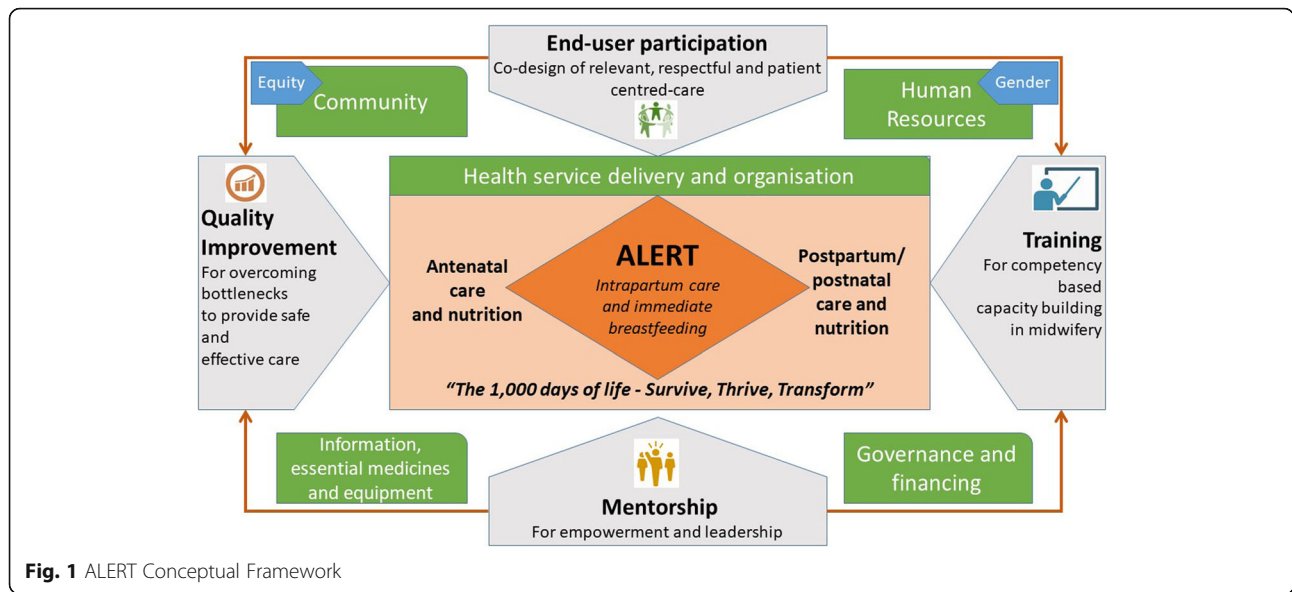 End-user participation
Co-design of relevant, respectful and patient
centred-care
Equity
Community
Human
Resources
Gender
Quality
Improvement
For overcoming
bottlenecks
to provide safe
and
effective care
Health service delivery and organisation
Antenatal
care
and nutrition
ALERT
Intrapartum care
and immediate
breastfeeding
Postpartum/
postnatal
care and
nutrition
“The 1,000 days of life - Survive, Thrive, Transform”
Training
For competency
based
capacity building
in midwifery
Information,
essential medicines
and equipment
Mentorship
For empowerment and leadership
Governance and
financing
Fig. 1 ALERT Conceptual Framework